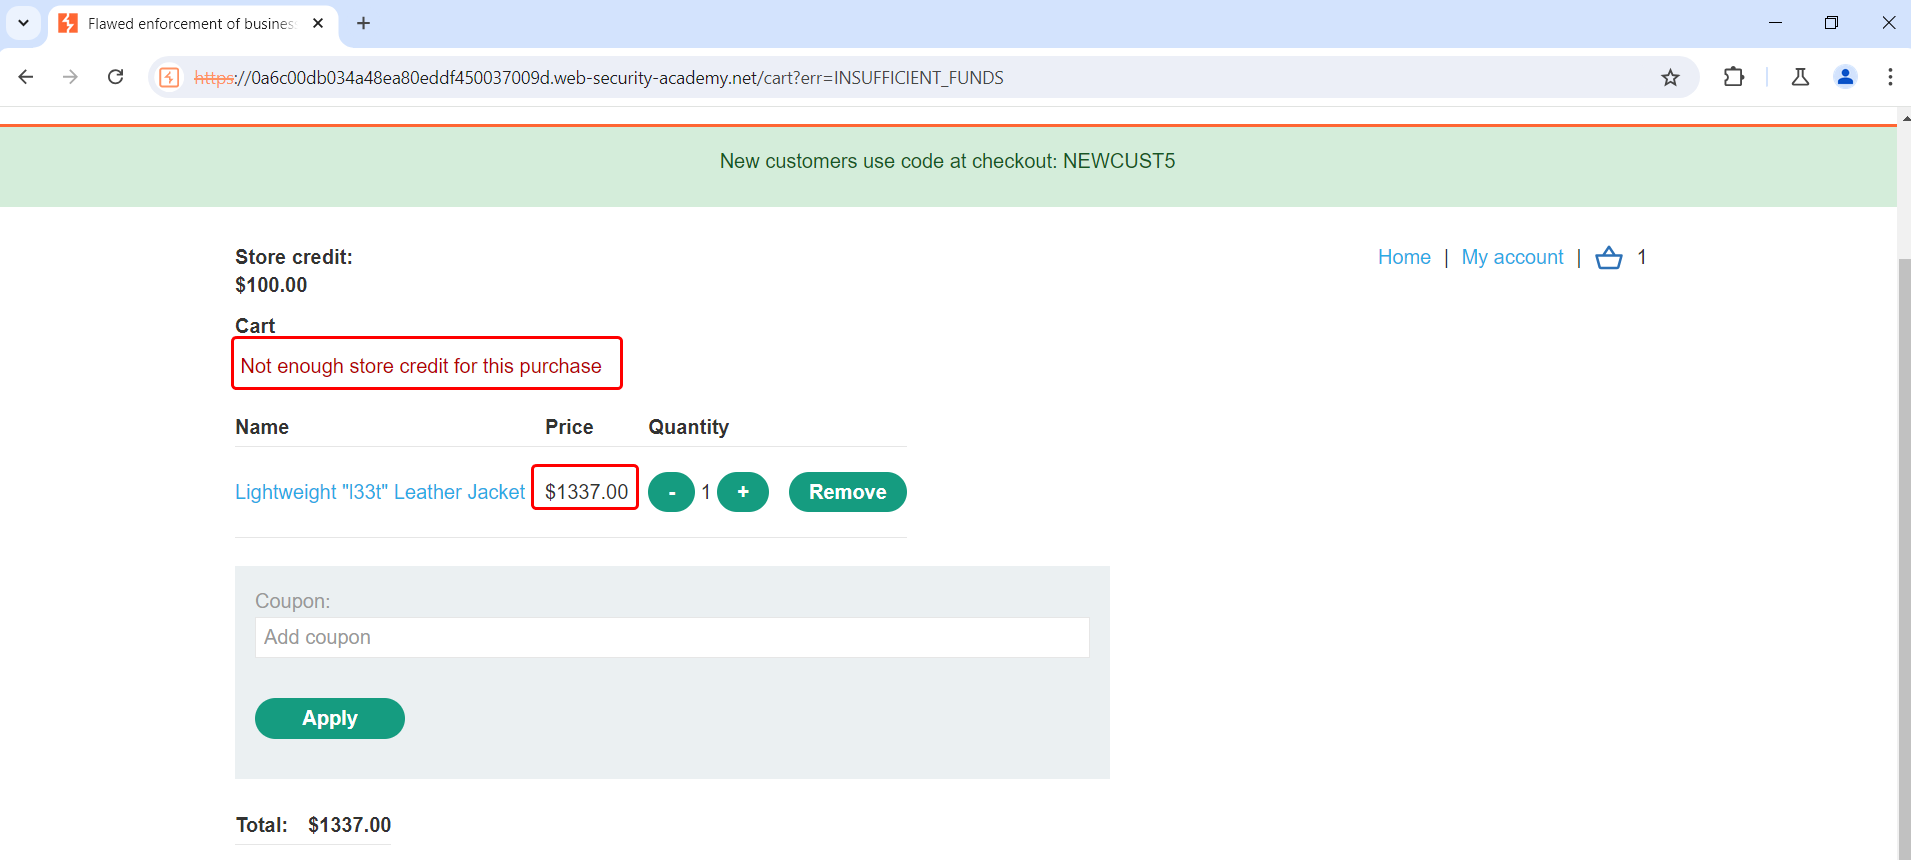 Flawed enforcement of busines
https://0a6c00db034a48ea80eddf450037009d.web-security-academy.net/cart?err=INSUFFICIENT_FUNDS
New customers use code at checkout: NEWCUST5
Store credit:
$100.00
Home | My account | 1
Cart
Not enough store credit for this purchase
Name Price Quantity
Lightweight "l33t" Leather Jacket $1337.00 - 1 + Remove
Coupon:
Add coupon
Apply
Total: $1337.00